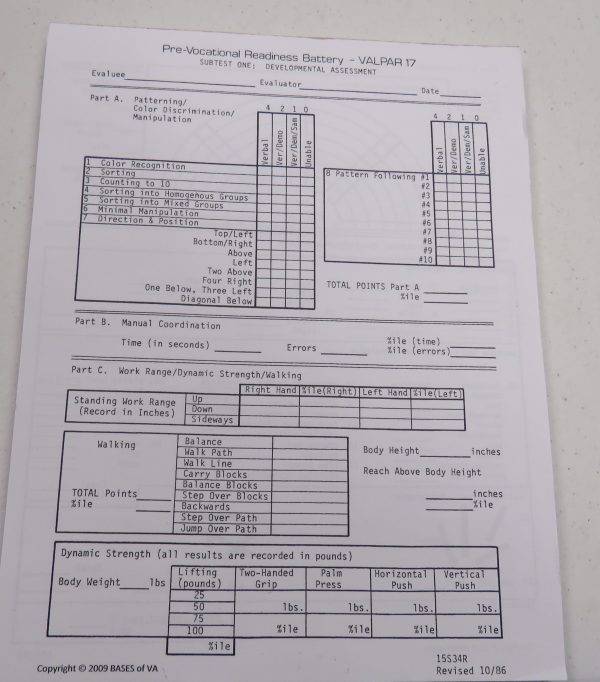 Pre-Vocational Readiness Battery - VALPAR 17
SUBTEST ONE: DEVELOPMENTAL ASSESSMENT
Evaluee Evaluator Date
Part A. Patterning/
Color Discrimination/
Manipulation
4 2 1 0
Verbal
Ver/Demo
Ver/Dem/Sam
Unable
1 Color Recognition
2 Sorting
3 Counting to 10
4 Sorting into Homogenous Groups
5 Sorting into Mixed Groups
6 Minimal Manipulation
7 Direction & Position
Top/Left
Bottom/Right
Above
Left
Two Above
Four Right
One Below, Three Left
Diagonal Below
4 2 1 0
Verbal
Ver/Demo
Ver/Dem/Sam
Unable
8 Pattern Following #1
#2
#3
#4
#5
#6
#7
#8
#9
#10
TOTAL POINTS Part A
%ile
Part B. Manual Coordination
Time (in seconds) Errors %ile (time)
%ile (errors)
Part C. Work Range/Dynamic Strength/Walking
Right Hand %ile(Right) Left Hand %ile(Left)
Standing Work Range
(Record in Inches)
Up
Down
Sideways
Walking
TOTAL Points
%ile
Balance
Walk Path
Walk Line
Carry Blocks
Balance Blocks
Step Over Blocks
Backwards
Step Over Path
Jump Over Path
Body Height inches
Reach Above Body Height
inches
%ile
Dynamic Strength (all results are recorded in pounds)
Body Weight lbs
Lifting
(pounds)
25
50
75
100
%ile
Two-Handed
Grip
lbs.
%ile
Palm
Press
lbs.
%ile
Horizontal
Push
lbs.
%ile
Vertical
Push
lbs.
%ile
Copyright © 2009 BASES of VA
15S34R
Revised 10/86